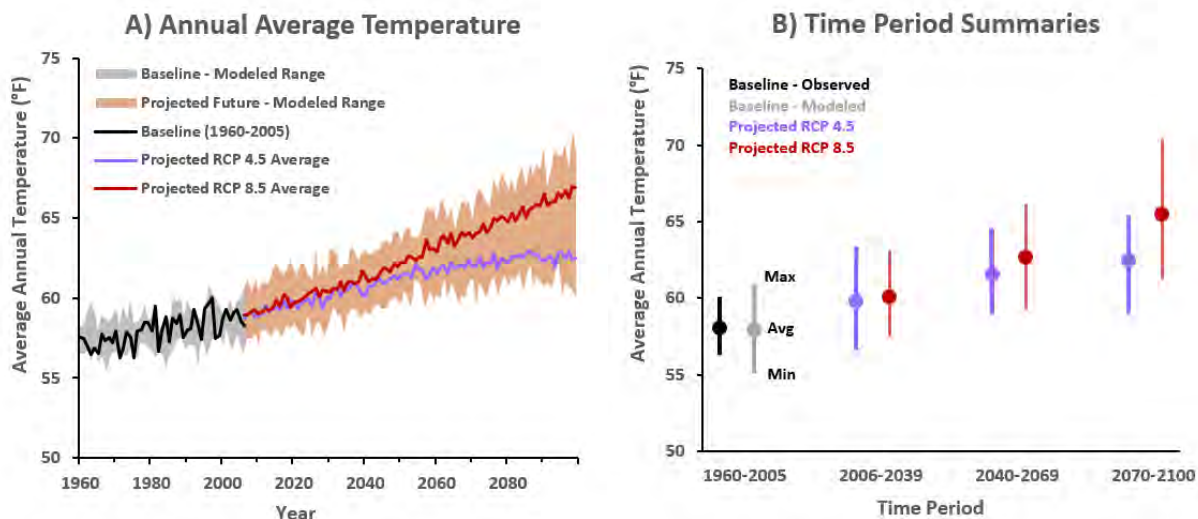 A) Annual Average Temperature
Average Annual Temperature (°F)
75
70
65
60
55
50
Baseline - Modeled Range
Projected Future - Modeled Range
Baseline (1960-2005)
Projected RCP 4.5 Average
Projected RCP 8.5 Average
1960
1980
2000
2020
2040
2060
2080
Year
B) Time Period Summaries
Average Annual Temperature (°F)
75
70
65
60
55
50
Baseline - Observed
Baseline - Modeled
Projected RCP 4.5
Projected RCP 8.5
Max
Avg
Min
1960-2005
2006-2039
2040-2069
2070-2100
Time Period